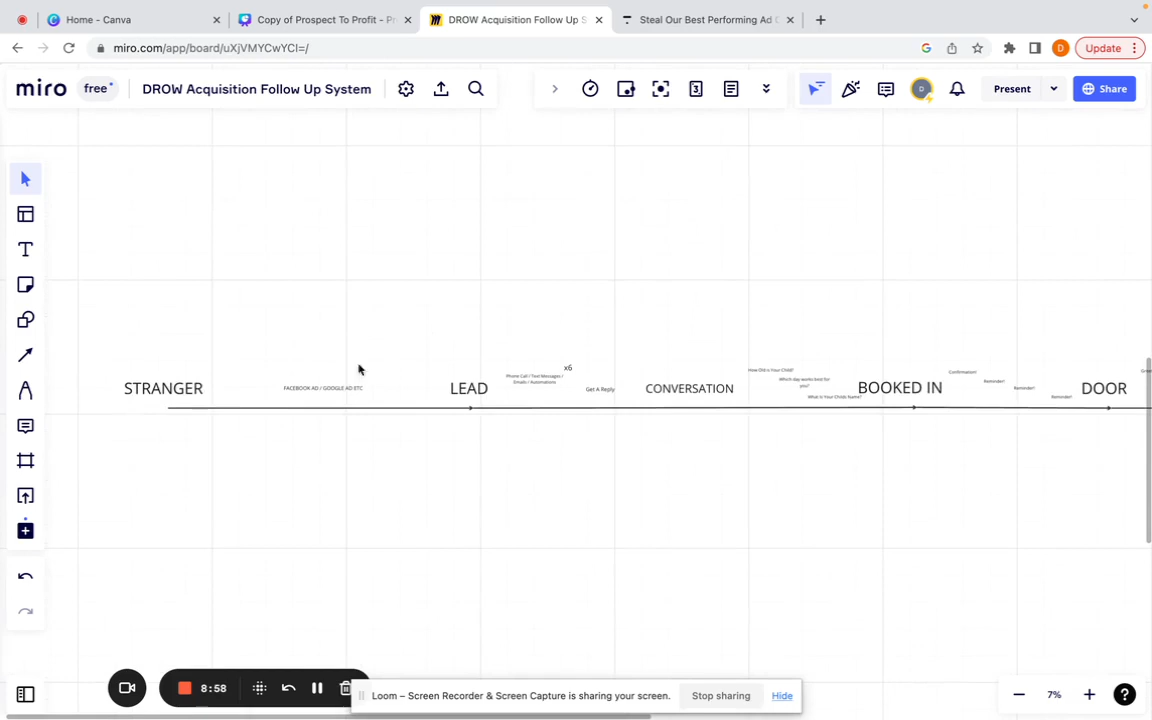 Home - Canva
Copy of Prospect To Profit - Pr
DROW Acquisition Follow Up S
Steal Our Best Performing Ad C
miro.com/app/board/uXjVMYCwYCI=/
D
Update
miro
free
DROW Acquisition Follow Up System
3
D
Present
Share
T
STRANGER
FACEBOOK AD / GOOGLE AD ETC
LEAD
Phone Call / Text Messages /
Emails / Automations
x6
Get A Reply
CONVERSATION
How Old is Your Child?
Which day works best for
you?
What is Your Childs Name?
BOOKED IN
Confirmation!
Reminder!
Reminder!
Reminder!
DOOR
8:58
Loom – Screen Recorder & Screen Capture is sharing your screen.
Stop sharing
Hide
7%